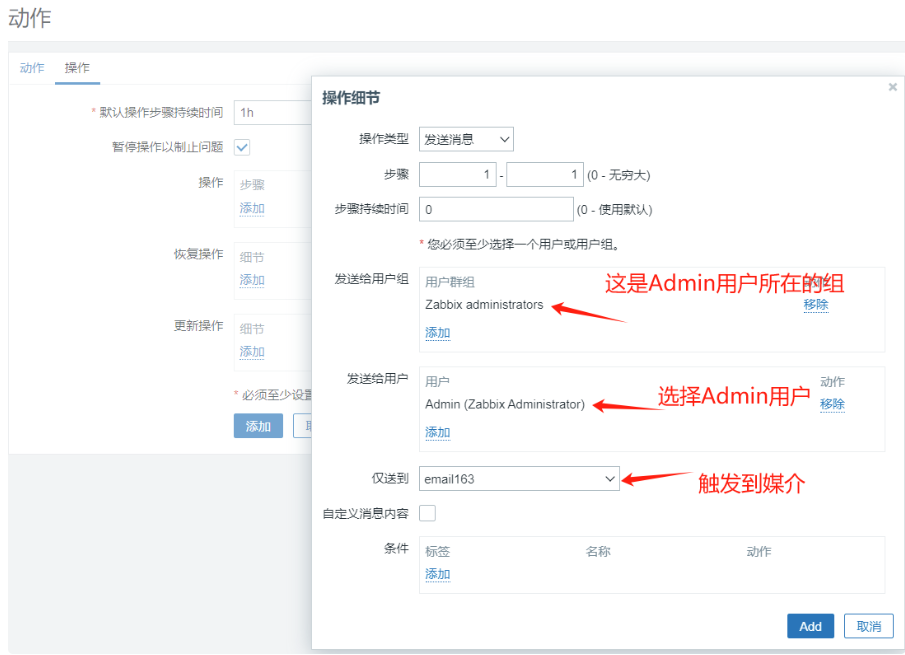 动作
动作 操作
* 默认操作步骤持续时间 1h
暂停操作以制止问题
操作 步骤
添加
恢复操作 细节
添加
更新操作 细节
添加
* 必须至少设置
添加
操作细节
操作类型 发送消息
步骤 1 - 1 (0 - 无穷大)
步骤持续时间 0 (0 - 使用默认)
* 您必须至少选择一个用户或用户组。
发送给用户组 用户群组
这是Admin用户所在的组
Zabbix administrators 移除
添加
发送给用户 用户 动作
Admin (Zabbix Administrator) 选择Admin用户 移除
添加
仅送到 email163 触发到媒介
自定义消息内容
条件 标签 名称 动作
添加
Add 取消